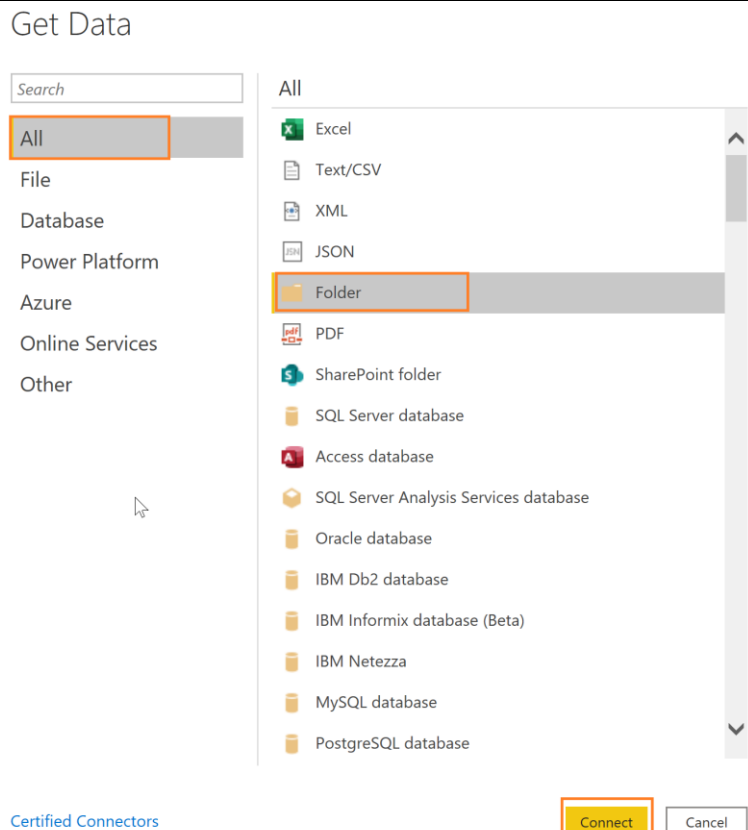 Get Data
Search
All
File
Database
Power Platform
Azure
Online Services
Other
All
Excel
Text/CSV
XML
JSON
Folder
PDF
SharePoint folder
SQL Server database
Access database
SQL Server Analysis Services database
Oracle database
IBM Db2 database
IBM Informix database (Beta)
IBM Netezza
MySQL database
PostgreSQL database
Certified Connectors
Connect
Cancel